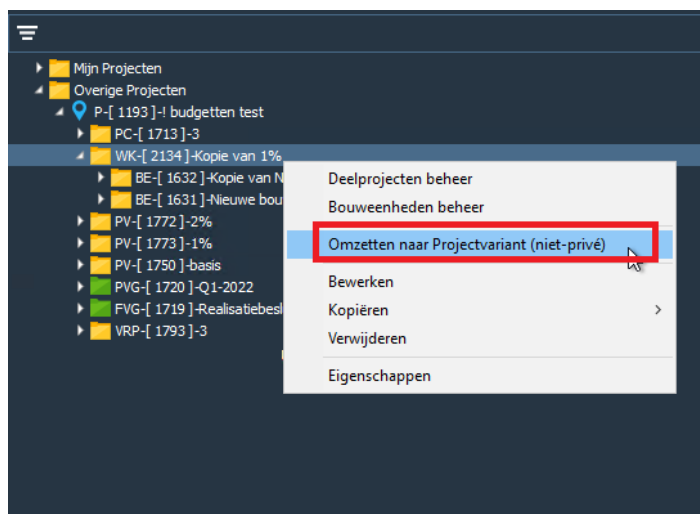 Mijn Projecten
Overige Projecten
P-[ 1193 ]-! budgetten test
PC-[ 1713 ]-3
WK-[ 2134 ]-Kopie van 1%
BE-[ 1632 ]-Kopie van N
BE-[ 1631 ]-Nieuwe bou
PV-[ 1772 ]-2%
PV-[ 1773 ]-1%
PV-[ 1750 ]-basis
PVG-[ 1720 ]-Q1-2022
FVG-[ 1719 ]-Realisatiebesl
VRP-[ 1793 ]-3
Deelprojecten beheer
Bouweenheden beheer
Omzetten naar Projectvariant (niet-privé)
Bewerken
Kopiëren
Verwijderen
Eigenschappen